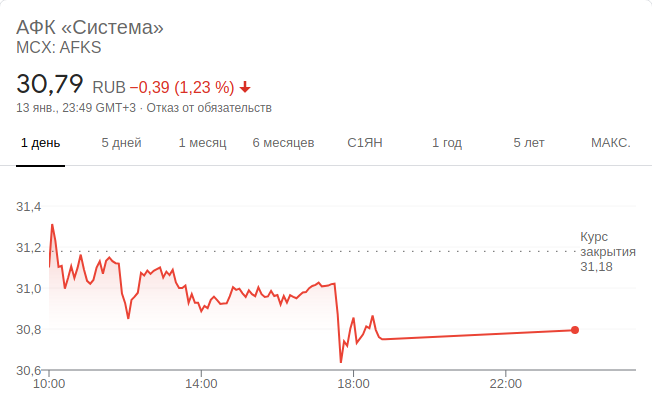 АФК «Система»
MCX: AFKS
30,79 RUB −0,39 (1,23 %)
13 янв., 23:49 GMT+3 · Отказ от обязательств
1 день 5 дней 1 месяц 6 месяцев С1ЯН 1 год 5 лет МАКС.
31,4
31,2
31,0
30,8
30,6
Курс
закрытия
31,18
10:00 14:00 18:00 22:00